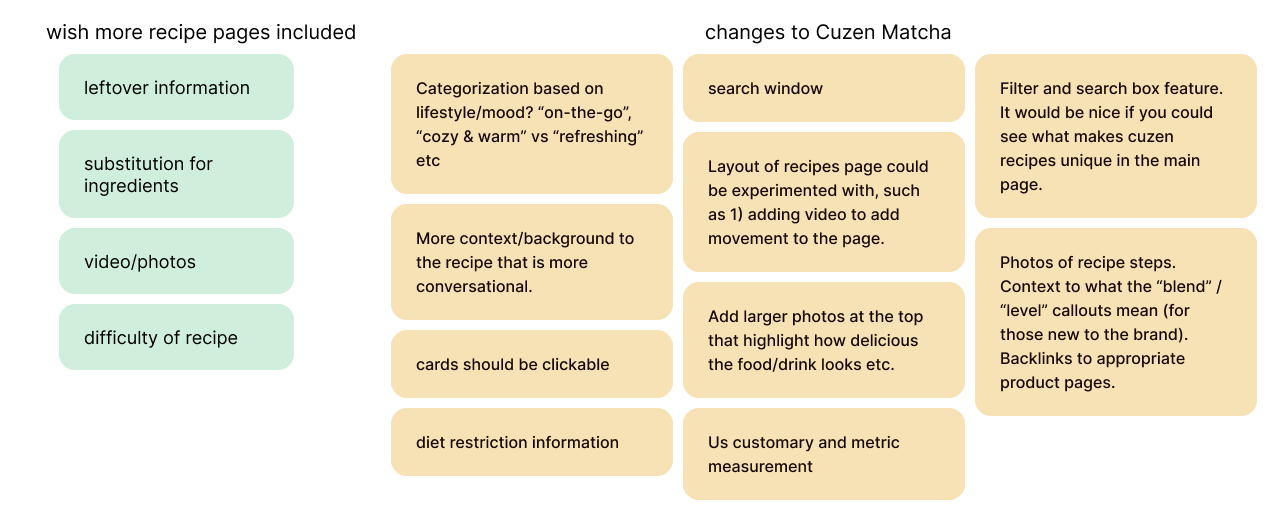 wish more recipe pages included
leftover information
substitution for
ingredients
video/photos
difficulty of recipe
changes to Cuzen Matcha
Categorization based on
lifestyle/mood? “on-the-go”,
“cozy & warm” vs “refreshing”
etc
More context/background to
the recipe that is more
conversational.
cards should be clickable
diet restriction information
search window
Layout of recipes page could
be experimented with, such
as 1) adding video to add
movement to the page.
Add larger photos at the top
that highlight how delicious
the food/drink looks etc.
Us customary and metric
measurement
Filter and search box feature.
It would be nice if you could
see what makes cuzen
recipes unique in the main
page.
Photos of recipe steps.
Context to what the “blend” /
“level” callouts mean (for
those new to the brand).
Backlinks to appropriate
product pages.